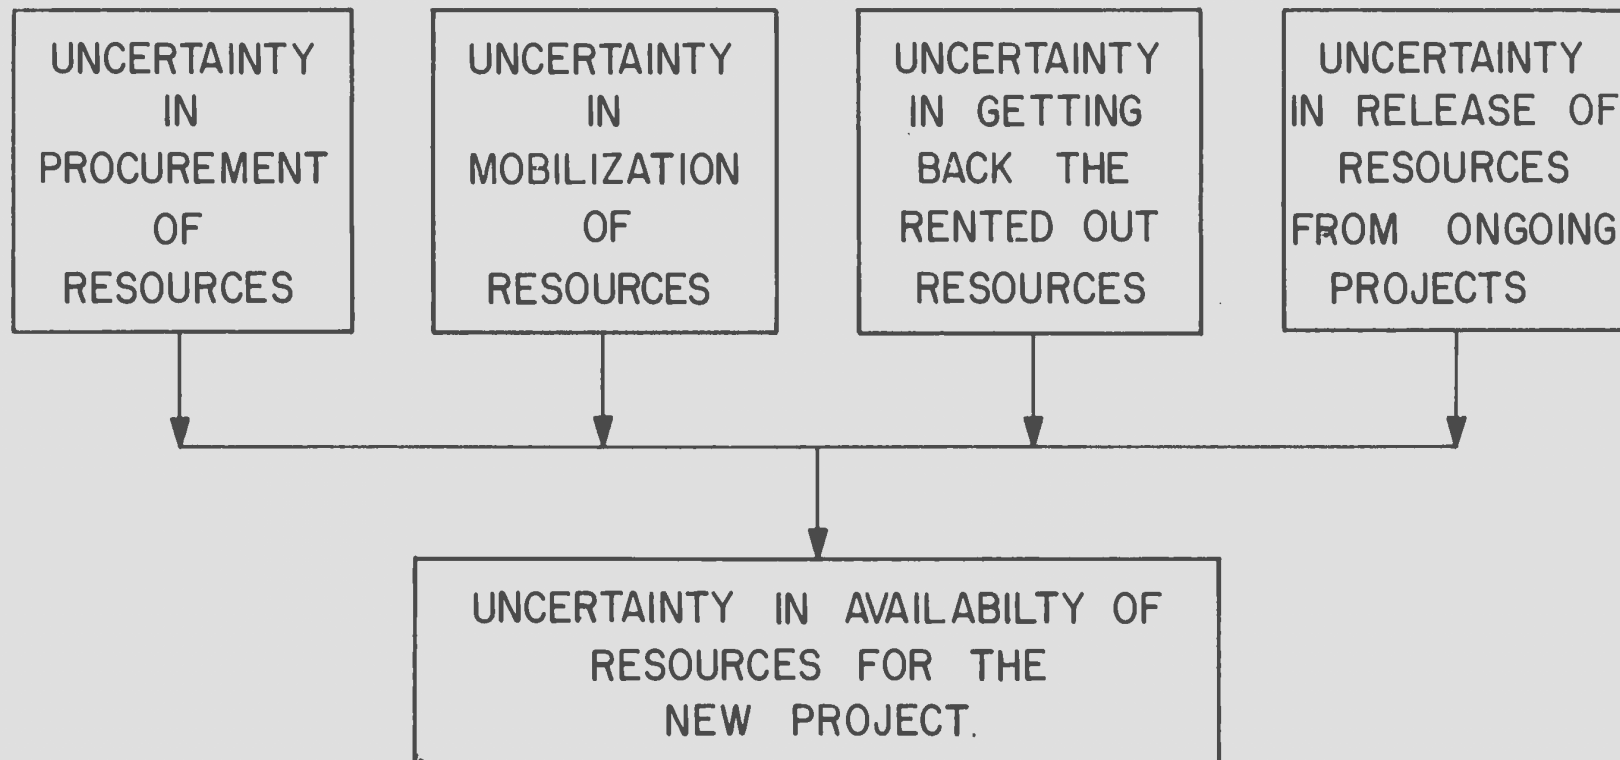 UNCERTAINTY
IN
PROCUREMENT
OF
RESOURCES
UNCERTAINTY
IN
MOBILIZATION
OF
RESOURCES
UNCERTAINTY
IN GETTING
BACK THE
RENTED OUT
RESOURCES
UNCERTAINTY
IN RELEASE OF
RESOURCES
FROM ONGOING
PROJECTS
UNCERTAINTY IN AVAILABILTY OF
RESOURCES FOR THE
NEW PROJECT.